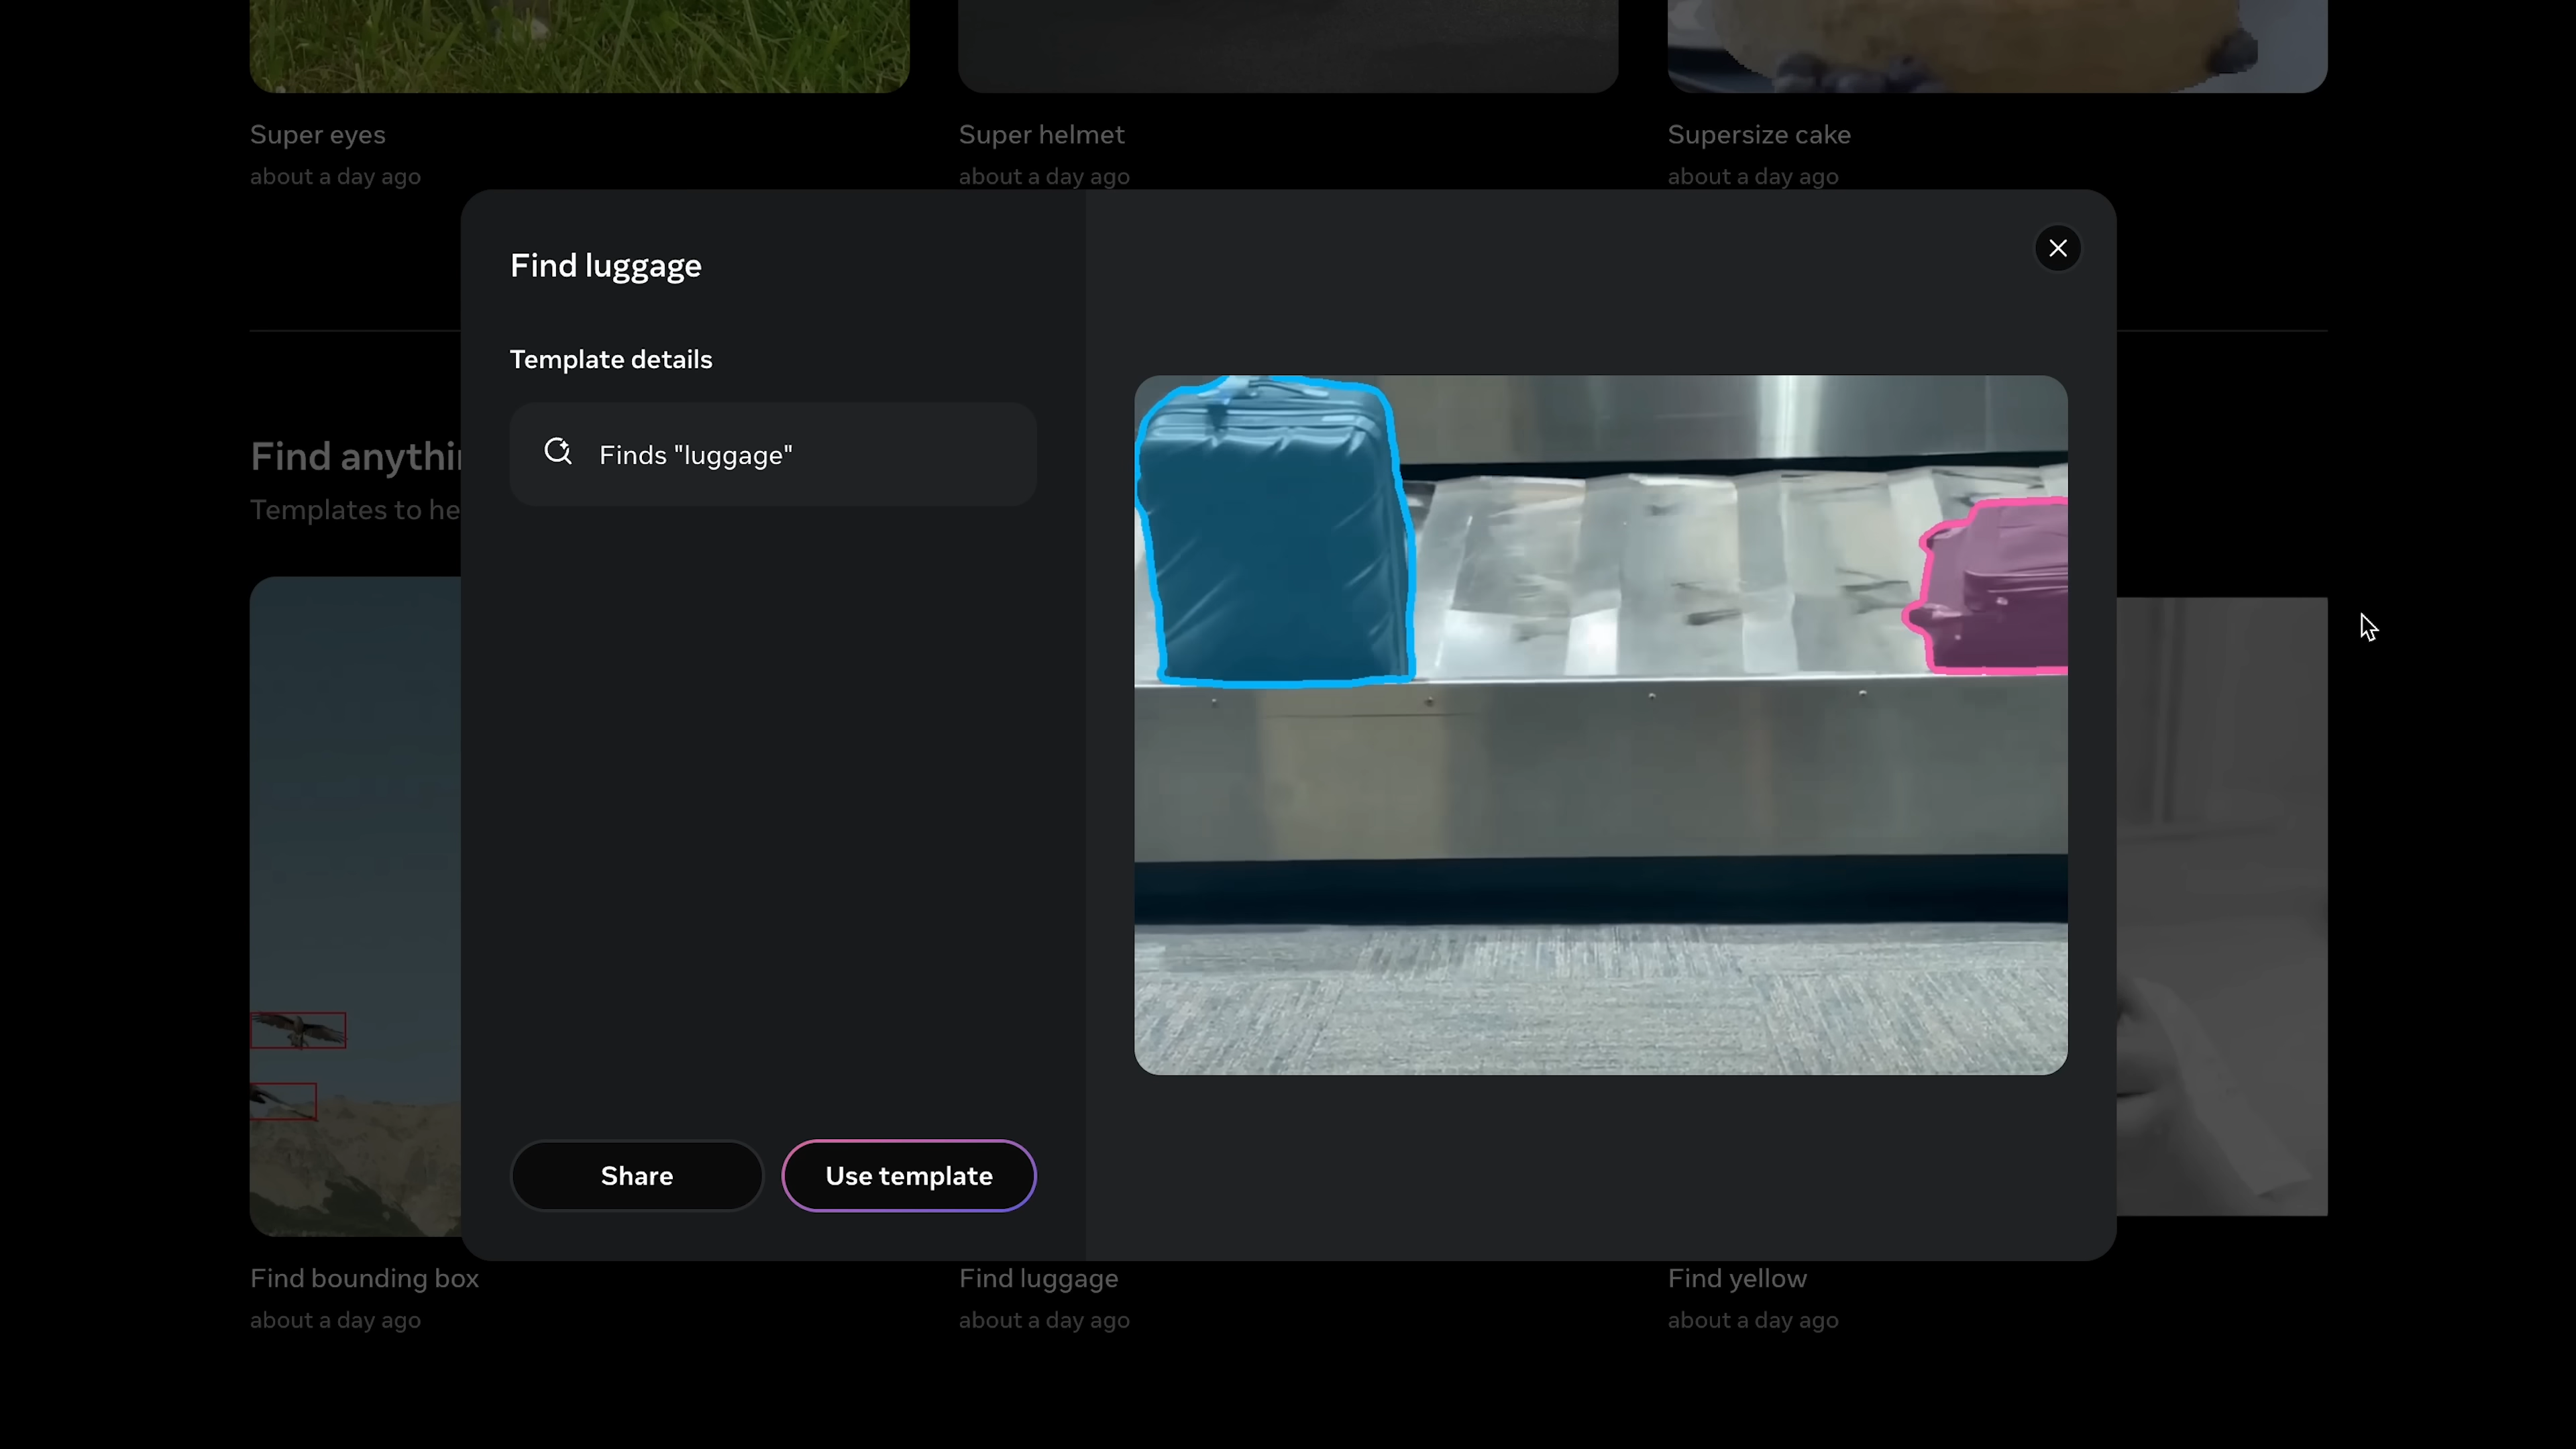 Super eyes
about a day ago
Super helmet
about a day ago
Supersize cake
about a day ago
Find luggage
Template details
Finds "luggage"
Share
Use template
Find anythi
Templates to he
Find bounding box
about a day ago
Find luggage
about a day ago
Find yellow
about a day ago